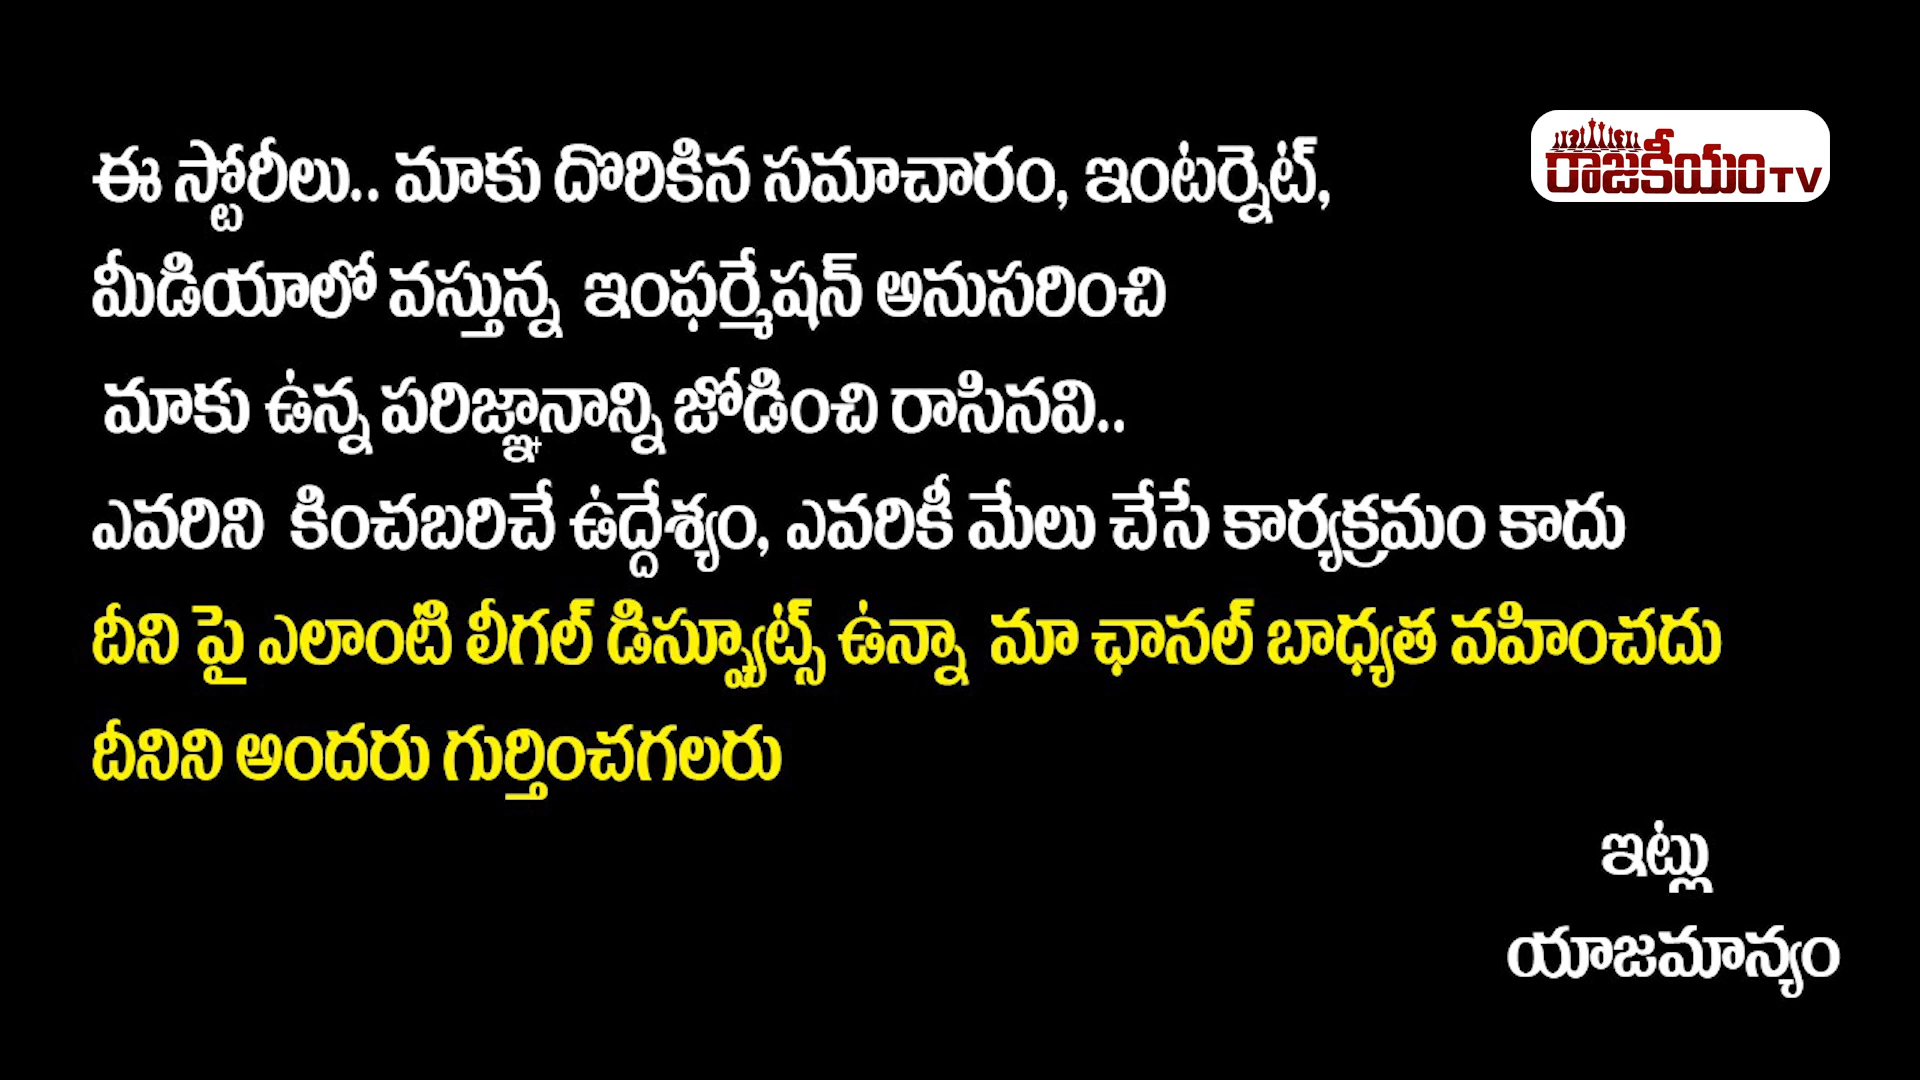 రాజకీయం TV
ఈ స్టోరీలు.. మాకు దొరికిన సమాచారం, ఇంటర్నెట్,
మీడియాలో వస్తున్న ఇంఫర్మేషన్ అనుసరించి
మాకు ఉన్న పరిజ్ఞానాన్ని జోడించి రాసినవి..
ఎవరిని కించబరిచే ఉద్దేశ్యం, ఎవరికీ మేలు చేసే కార్యక్రమం కాదు
దీని పై ఎలాంటి లీగల్ డిస్ప్యూట్స్ ఉన్నా మా ఛానల్ బాధ్యత వహించదు
దీనిని అందరు గుర్తించగలరు
ఇట్లు
యాజమాన్యం